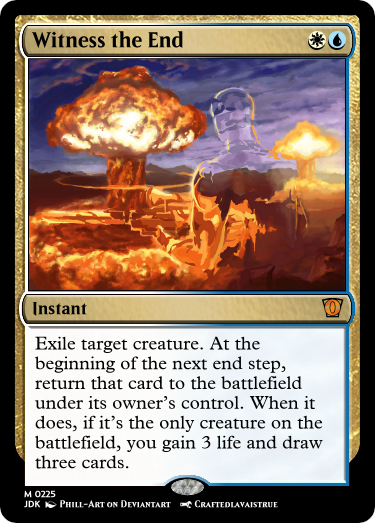 Witness the End
Instant
Exile target creature. At the
beginning of the next end step,
return that card to the battlefield
under its owner's control. When it
does, if it's the only creature on the
battlefield, you gain 3 life and draw
three cards.
M 0225
JDK Phill-Art on Deviantart Craftedlavaistrue